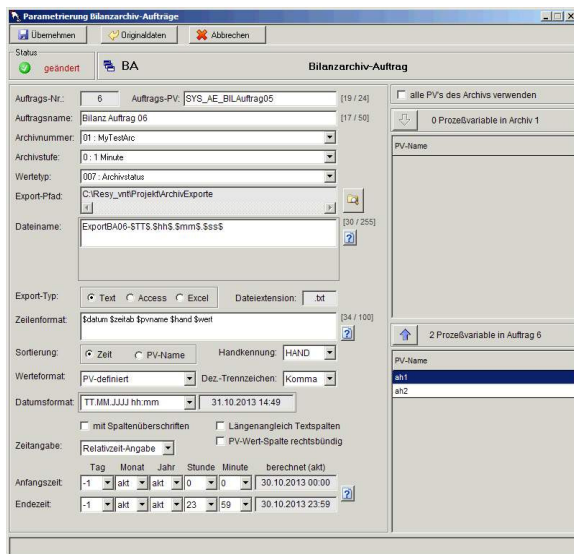 Parametrierung Bilanzarchiv-Aufträge
Übernehmen Originaldaten Abbrechen
Status
geändert BA Bilanzarchiv-Auftrag
Auftrags-Nr.: 6 Auftrags-PV: SYS_AE_BILAuftrag05 [19 / 24]
Auftragsname: Bilanz Auftrag 06 [17 / 50]
Archivnummer: 01 : MyTestArc
Archivstufe: 0 : 1 Minute
Wertetyp: 007 : Archivstatus
Export-Pfad: C:\Resy_vnt\Projekt\ArchivExporte
Dateiname: ExportBA06-$TT$.$hh$.$mm$.$ss$ [30 / 255]
Export-Typ: Text Access Excel Dateiextension: .txt
Zeilenformat: $datum $zeitab $pvname $hand $wert [34 / 100]
Sortierung: Zeit PV-Name Handkennung: HAND
Werteformat: PV-definiert Dez.-Trennzeichen: Komma
Datumsformat: TT.MM.JJJJ hh:mm 31.10.2013 14:49
mit Spaltenüberschriften Längenangleich Textspalten
PV-Wert-Spalte rechtsbündig
Zeitangabe: Relativzeit-Angabe
Tag Monat Jahr Stunde Minute berechnet (akt)
Anfangszeit: -1 akt akt 0 0 30.10.2013 00:00
Endezeit: -1 akt akt 23 59 30.10.2013 23:59
alle PV's des Archivs verwenden
0 Prozeßvariable in Archiv 1
PV-Name
2 Prozeßvariable in Auftrag 6
PV-Name
ah1
ah2